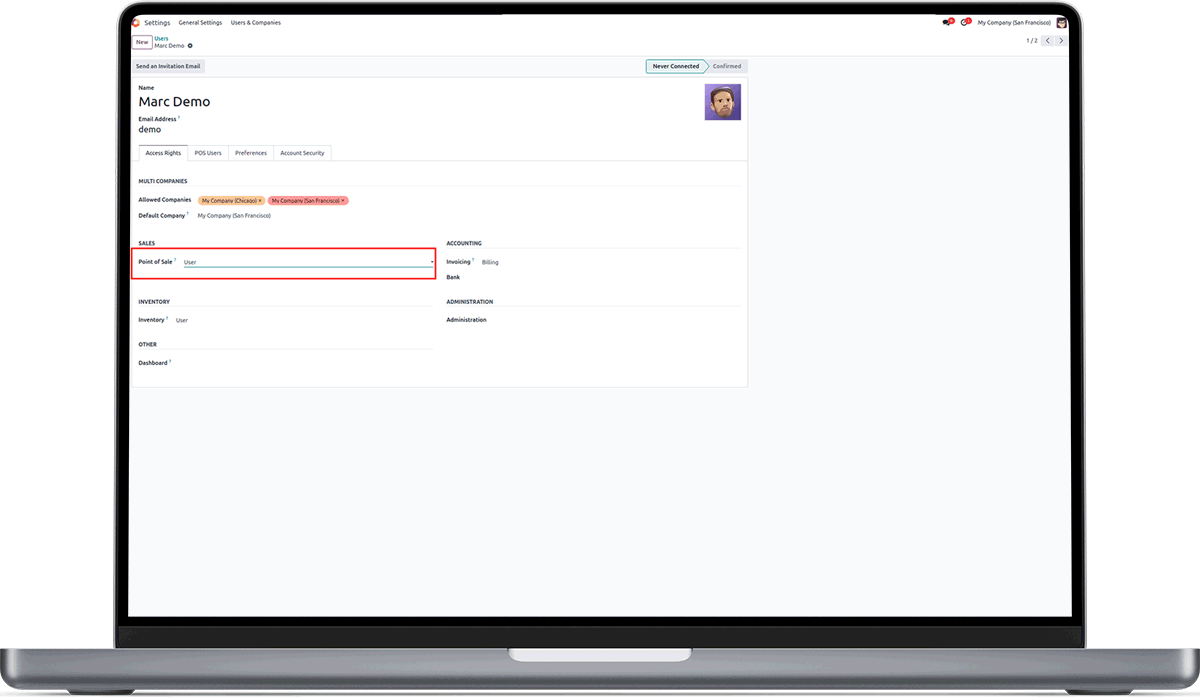 Settings General Settings Users & Companies My Company (San Francisco)
New Users
Marc Demo
1 / 2
Send an Invitation Email Never Connected Confirmed
Name
Marc Demo
Email Address ?
demo
Access Rights POS Users Preferences Account Security
MULTI COMPANIES
Allowed Companies My Company (Chicago) × My Company (San Francisco) ×
Default Company ? My Company (San Francisco)
SALES ACCOUNTING
Point of Sale ? User Invoicing ? Billing
Bank
INVENTORY ADMINISTRATION
Inventory ? User Administration
OTHER
Dashboard ?